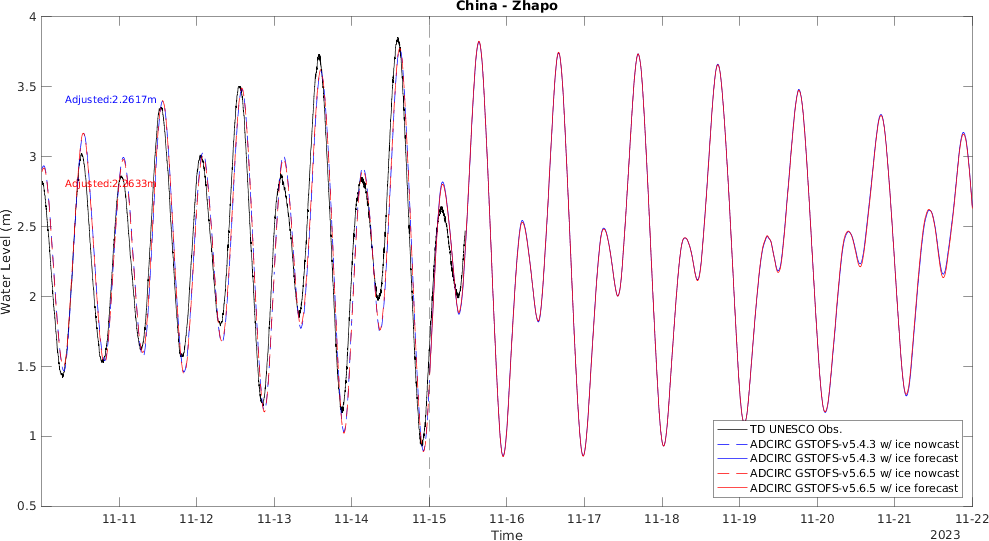 China - Zhapo
4
3.5
3
2.5
2
1.5
1
0.5
Water Level (m)
Adjusted:2.2617m
Adjusted:2.2633m
TD UNESCO Obs.
ADCIRC GSTOFS-v5.4.3 w/ ice nowcast
ADCIRC GSTOFS-v5.4.3 w/ ice forecast
ADCIRC GSTOFS-v5.6.5 w/ ice nowcast
ADCIRC GSTOFS-v5.6.5 w/ ice forecast
11-11 11-12 11-13 11-14 11-15 11-16 11-17 11-18 11-19 11-20 11-21 11-22
Time
2023